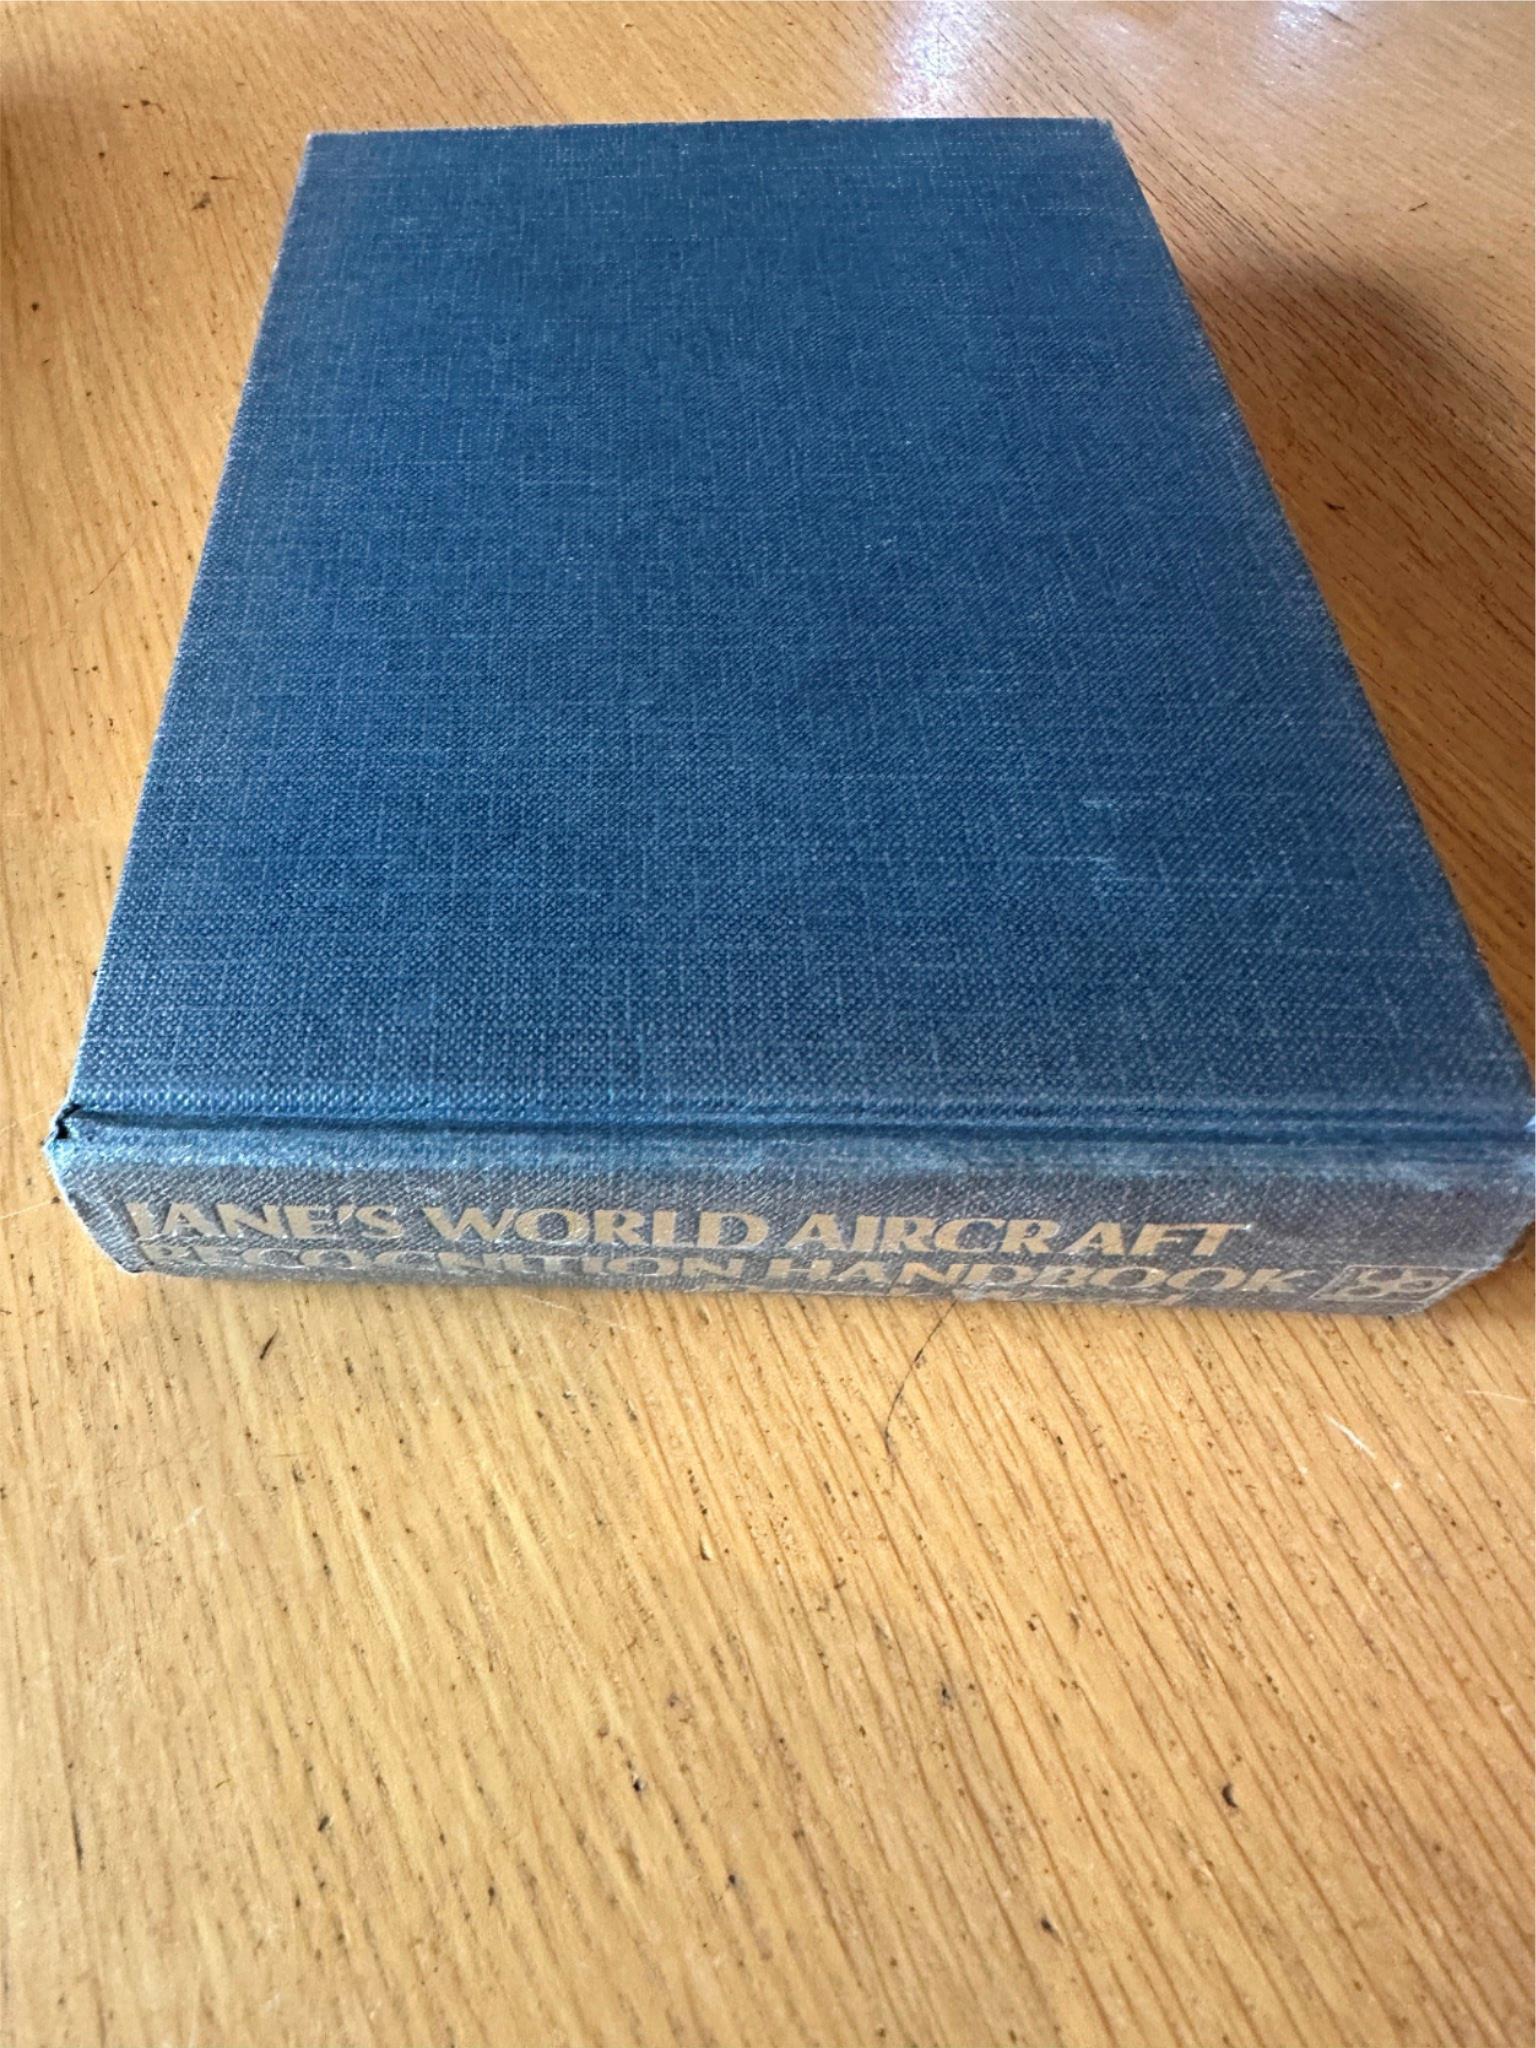 JANE'S WORLD AIRCRAFT
RECOGNITION HANDBOOK